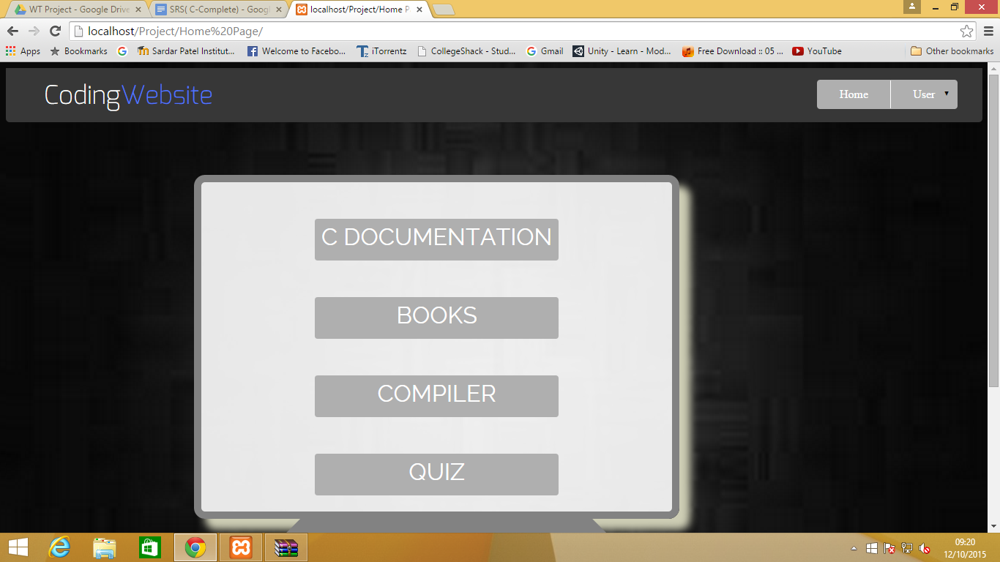 WT Project - Google Drive
SRS( C-Complete) - Googl
localhost/Project/Home P
localhost/Project/Home%20Page/
Apps
Bookmarks
Sardar Patel Institut...
Welcome to Facebo...
iTorrentz
CollegeShack - Stud...
Gmail
Unity - Learn - Mod...
Free Download :: 05 ...
YouTube
Other bookmarks
CodingWebsite
Home
User
C DOCUMENTATION
BOOKS
COMPILER
QUIZ
09:20
12/10/2015